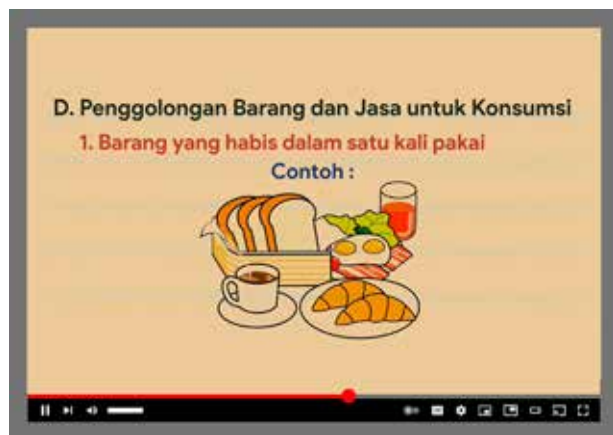 D. Penggolongan Barang dan Jasa untuk Konsumsi
1. Barang yang habis dalam satu kali pakai
Contoh :